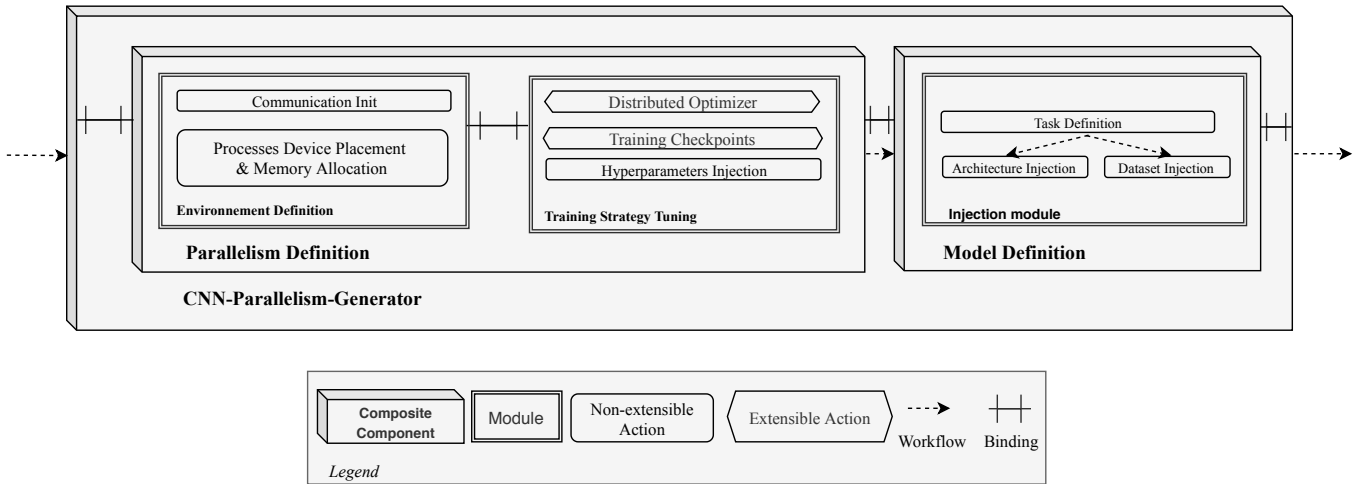 Communication Init
Processes Device Placement
& Memory Allocation
Environnement Definition
Distributed Optimizer
Training Checkpoints
Hyperparameters Injection
Training Strategy Tuning
Parallelism Definition
Task Definition
Architecture Injection
Dataset Injection
Injection module
Model Definition
CNN-Parallelism-Generator
Composite
Component
Module
Non-extensible
Action
Extensible Action
Workflow
Binding
Legend